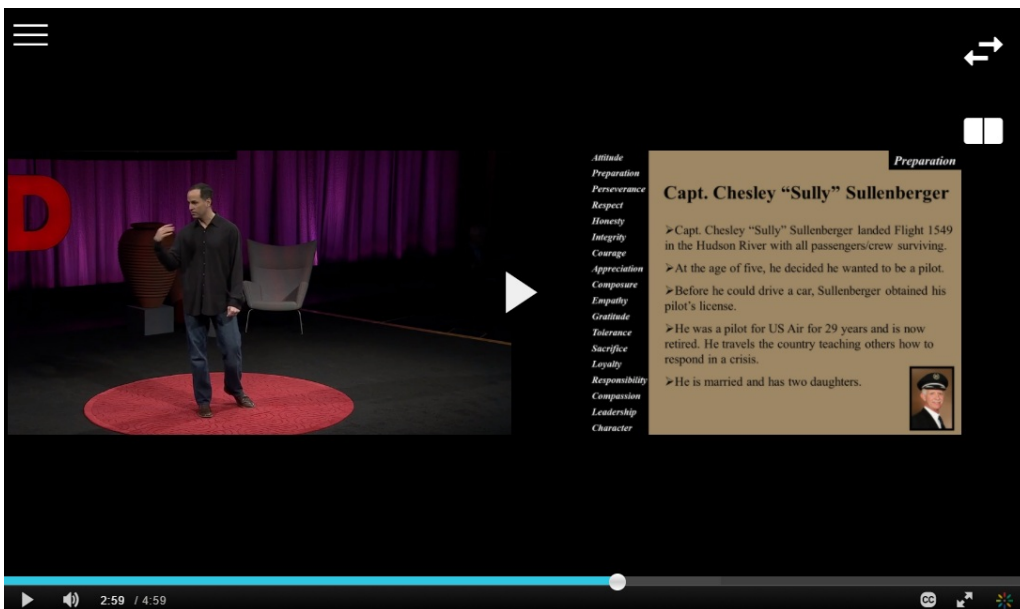 D
Attitude
Preparation
Perseverance
Respect
Honesty
Integrity
Courage
Appreciation
Composure
Empathy
Gratitude
Tolerance
Sacrifice
Loyalty
Responsibility
Compassion
Leadership
Character
Preparation
Capt. Chesley “Sully” Sullenberger
➢Capt. Chesley “Sully” Sullenberger landed Flight 1549
in the Hudson River with all passengers/crew surviving.
➢At the age of five, he decided he wanted to be a pilot.
➢Before he could drive a car, Sullenberger obtained his
pilot’s license.
➢He was a pilot for US Air for 29 years and is now
retired. He travels the country teaching others how to
respond in a crisis.
➢He is married and has two daughters.
2:59 / 4:59
CC